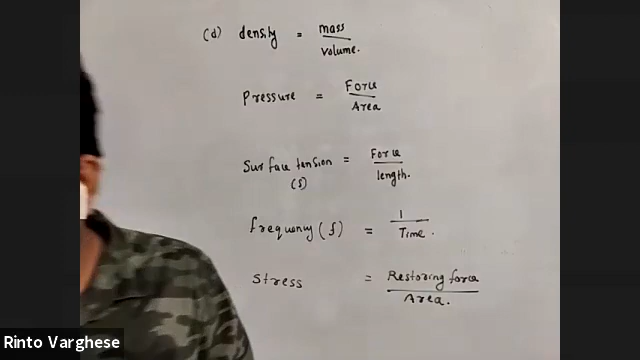 (d) density = mass / volume.
Pressure = Force / Area
Surface tension (S) = Force / length.
frequency (f) = 1 / Time.
Stress = Restoring force / Area.
Rinto Varghese